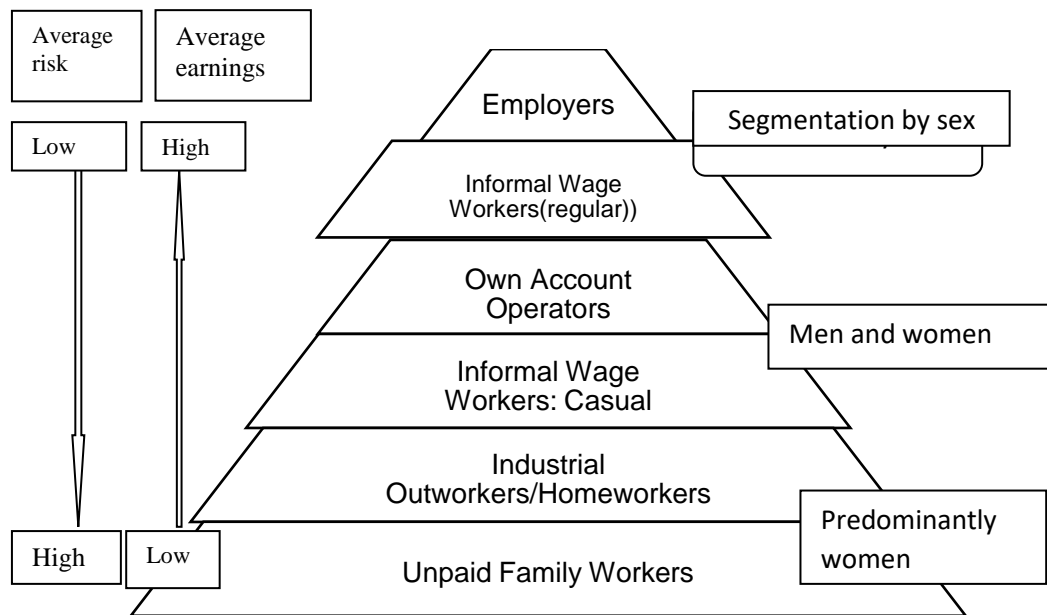 Average
risk
Average
earnings
Low
High
High
Low
Employers
Informal Wage
Workers(regular))
Own Account
Operators
Informal Wage
Workers: Casual
Industrial
Outworkers/Homeworkers
Unpaid Family Workers
Segmentation by sex
Men and women
Predominantly
women